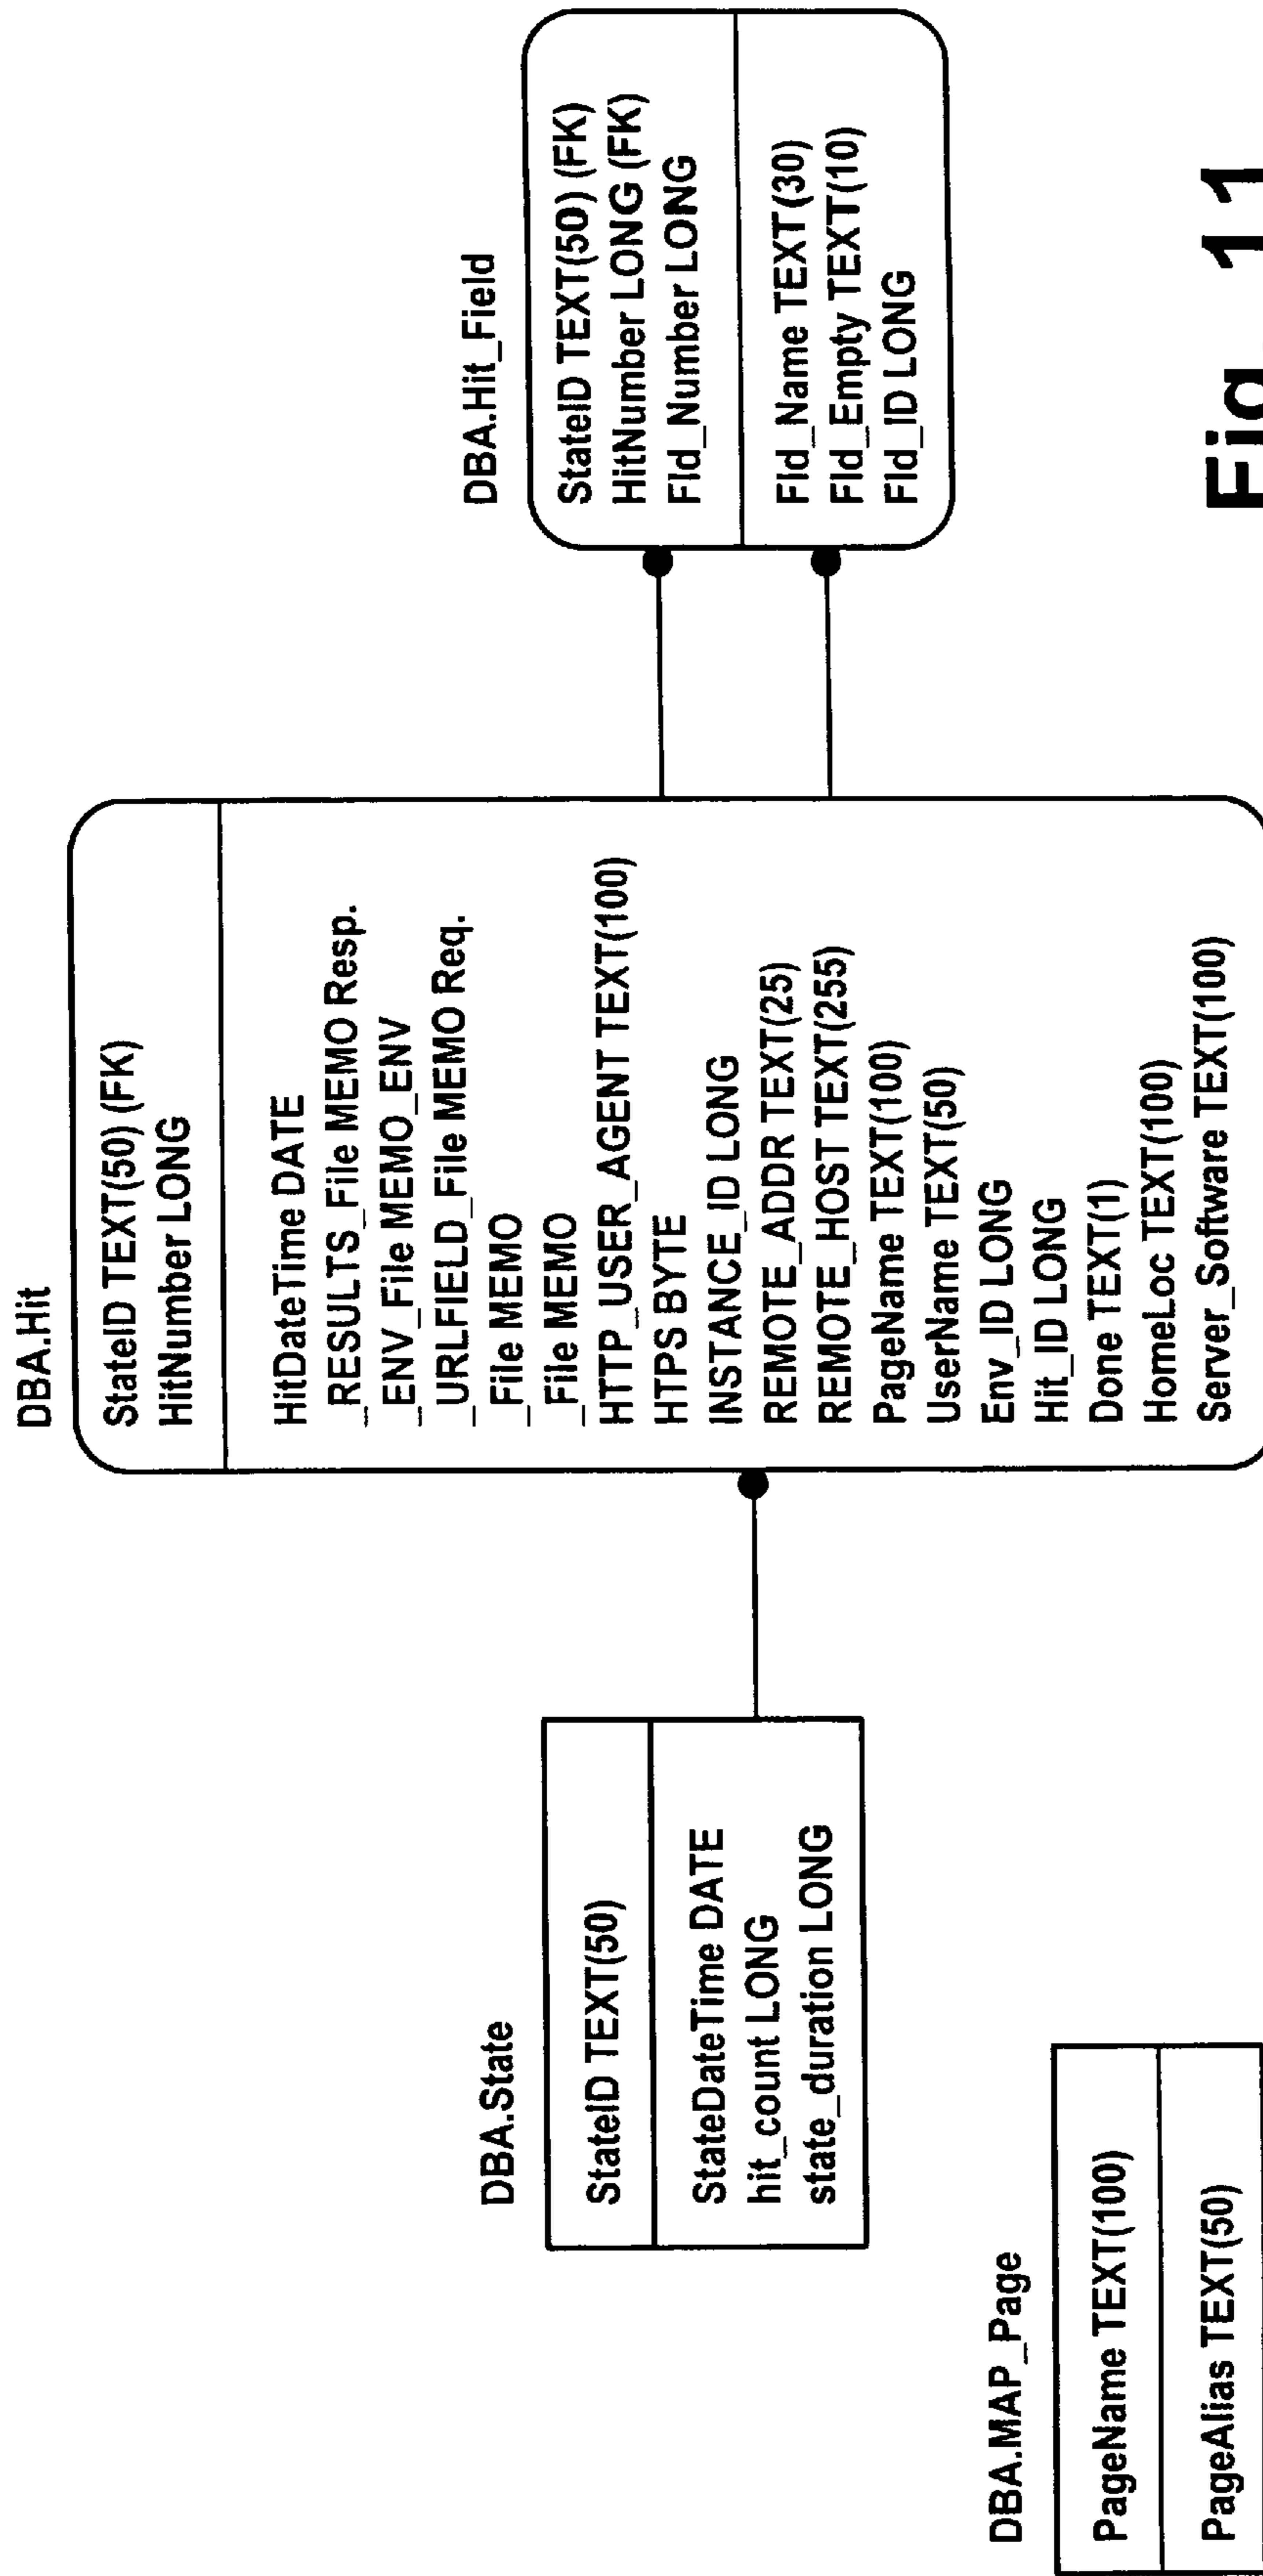 DBA.Hit
StateID TEXT(50) (FK)
HitNumber LONG
HitDateTime DATE
_RESULTS_File MEMO Resp.
_ENV_File MEMO_ENV
_URLFIELD_File MEMO Req.
_File MEMO
_File MEMO
HTTP_USER_AGENT TEXT(100)
HTPS BYTE
INSTANCE_ID LONG
REMOTE_ADDR TEXT(25)
REMOTE_HOST TEXT(255)
PageName TEXT(100)
UserName TEXT(50)
Env_ID LONG
Hit_ID LONG
Done TEXT(1)
HomeLoc TEXT(100)
Server_Software TEXT(100)
DBA.Hit_Field
StateID TEXT(50) (FK)
HitNumber LONG (FK)
Fld_Number LONG
Fld_Name TEXT(30)
Fld_Empty TEXT(10)
Fld_ID LONG
DBA.State
StateID TEXT(50)
StateDateTime DATE
hit_count LONG
state_duration LONG
DBA.MAP_Page
PageName TEXT(100)
PageAlias TEXT(50)
Fig. 11